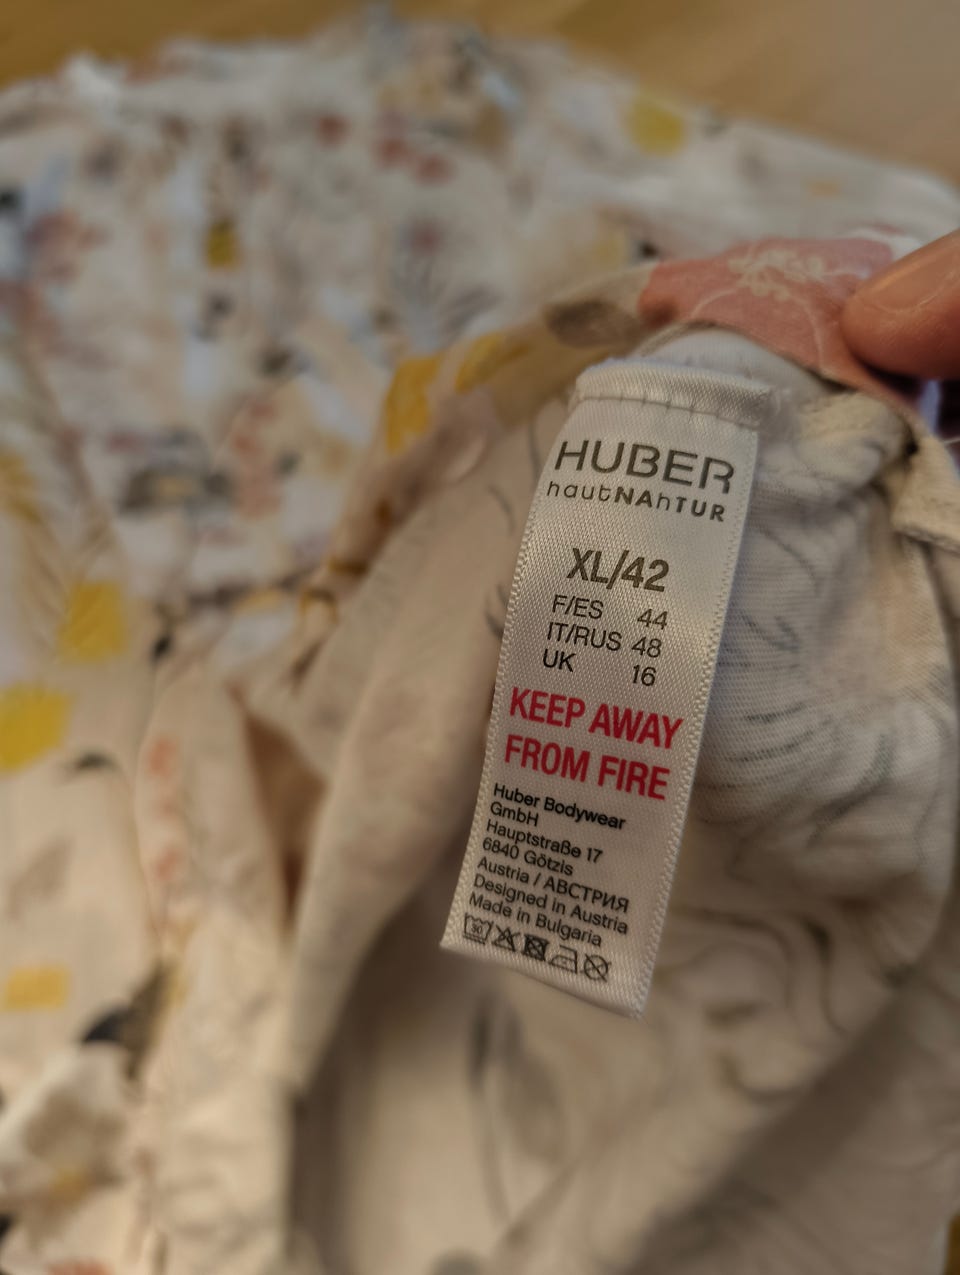 HUBER
hautNAhTUR
XL/42
F/ES 44
IT/RUS 48
UK 16
KEEP AWAY
FROM FIRE
Huber Bodywear
GmbH
Hauptstraße 17
6840 Götzis
Austria / АВСТРИЯ
Designed in Austria
Made in Bulgaria
30